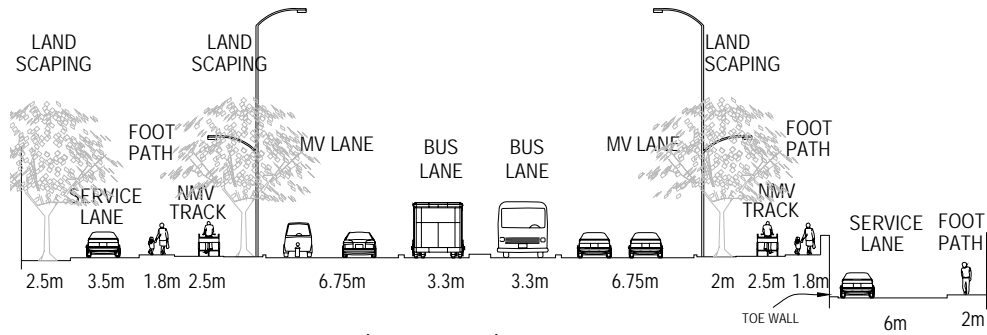 LAND
SCAPING
LAND
SCAPING
LAND
SCAPING
FOOT
PATH
MV LANE
BUS
LANE
BUS
LANE
MV LANE
FOOT
PATH
SERVICE
LANE
NMV
TRACK
NMV
TRACK
SERVICE
LANE
FOOT
PATH
2.5m 3.5m 1.8m 2.5m 6.75m 3.3m 3.3m 6.75m 2m 2.5m 1.8m
TOE WALL
6m 2m